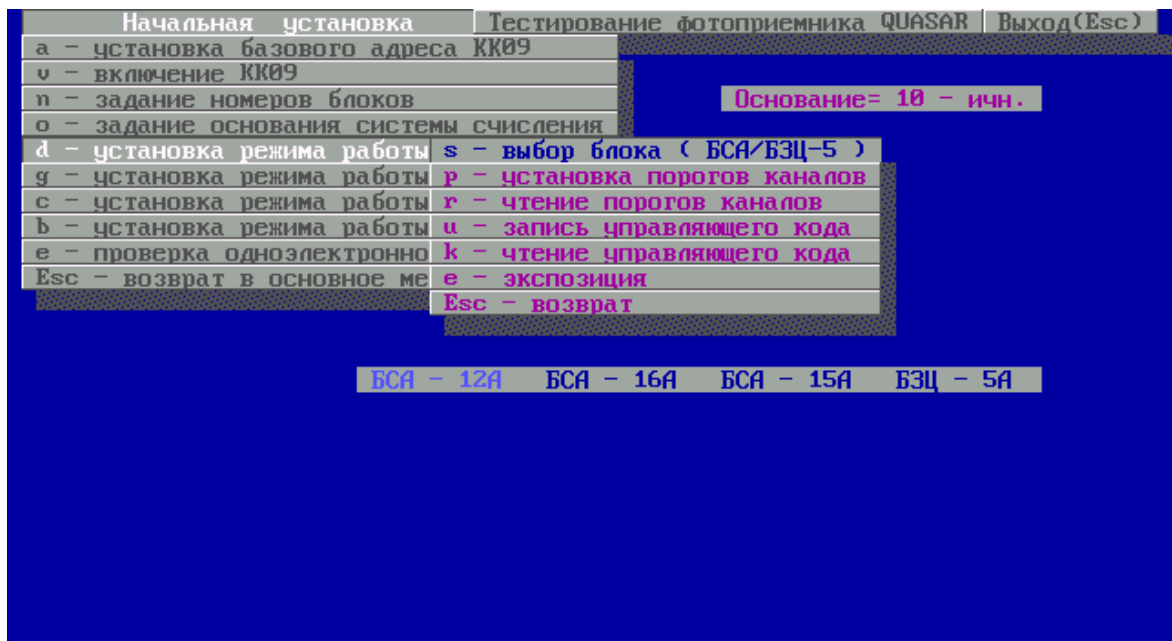 Начальная установка Тестирование фотоприемника QUASAR Выход(Esc)
a - установка базового адреса КК09
v - включение КК09
n - задание номеров блоков
Основание= 10 - ичн.
o - задание основания системы счисления
d - установка режима работы
g - установка режима работы
c - установка режима работы
b - установка режима работы
e - проверка одноэлектронно
Esc - возврат в основное ме
s - выбор блока ( БСА/БЗЦ-5 )
p - установка порогов каналов
r - чтение порогов каналов
u - запись управляющего кода
k - чтение управляющего кода
e - экспозиция
Esc - возврат
БСА - 12А БСА - 16А БСА - 15А БЗЦ - 5А